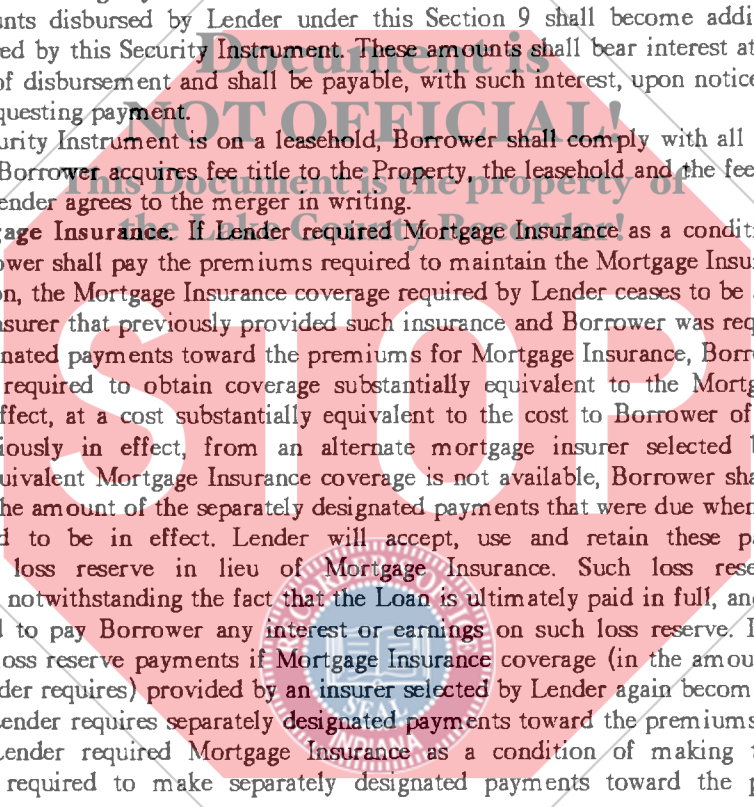 unts disbursed by Lender under this Section 9 shall become addi
ed by this Security Instrument. These amounts shall bear interest at
of disbursement and shall be payable, with such interest, upon notice
questing payment.
urity Instrument is on a leasehold, Borrower shall comply with all
Borrower acquires fee title to the Property, the leasehold and the fee
ender agrees to the merger in writing.
gage Insurance. If Lender required Mortgage Insurance as a condit
ower shall pay the premiums required to maintain the Mortgage Insu
on, the Mortgage Insurance coverage required by Lender ceases to be
nsurer that previously provided such insurance and Borrower was req
nated payments toward the premiums for Mortgage Insurance, Borr
required to obtain coverage substantially equivalent to the Mortg
ffect, at a cost substantially equivalent to the cost to Borrower of
iously in effect, from an alternate mortgage insurer selected
uivalent Mortgage Insurance coverage is not available, Borrower sha
he amount of the separately designated payments that were due when
d to be in effect. Lender will accept, use and retain these p
loss reserve in lieu of Mortgage Insurance. Such loss rese
notwithstanding the fact that the Loan is ultimately paid in full, an
l to pay Borrower any interest or earnings on such loss reserve.
oss reserve payments if Mortgage Insurance coverage (in the amou
der requires) provided by an insurer selected by Lender again becom
Lender requires separately designated payments toward the premiums
Lender required Mortgage Insurance as a condition of making
required to make separately designated payments toward the p
Document is
NOT OFFICIAL!
This Document is the property of
the Lake County Recorder!
STOP
SEAL
INDIANA